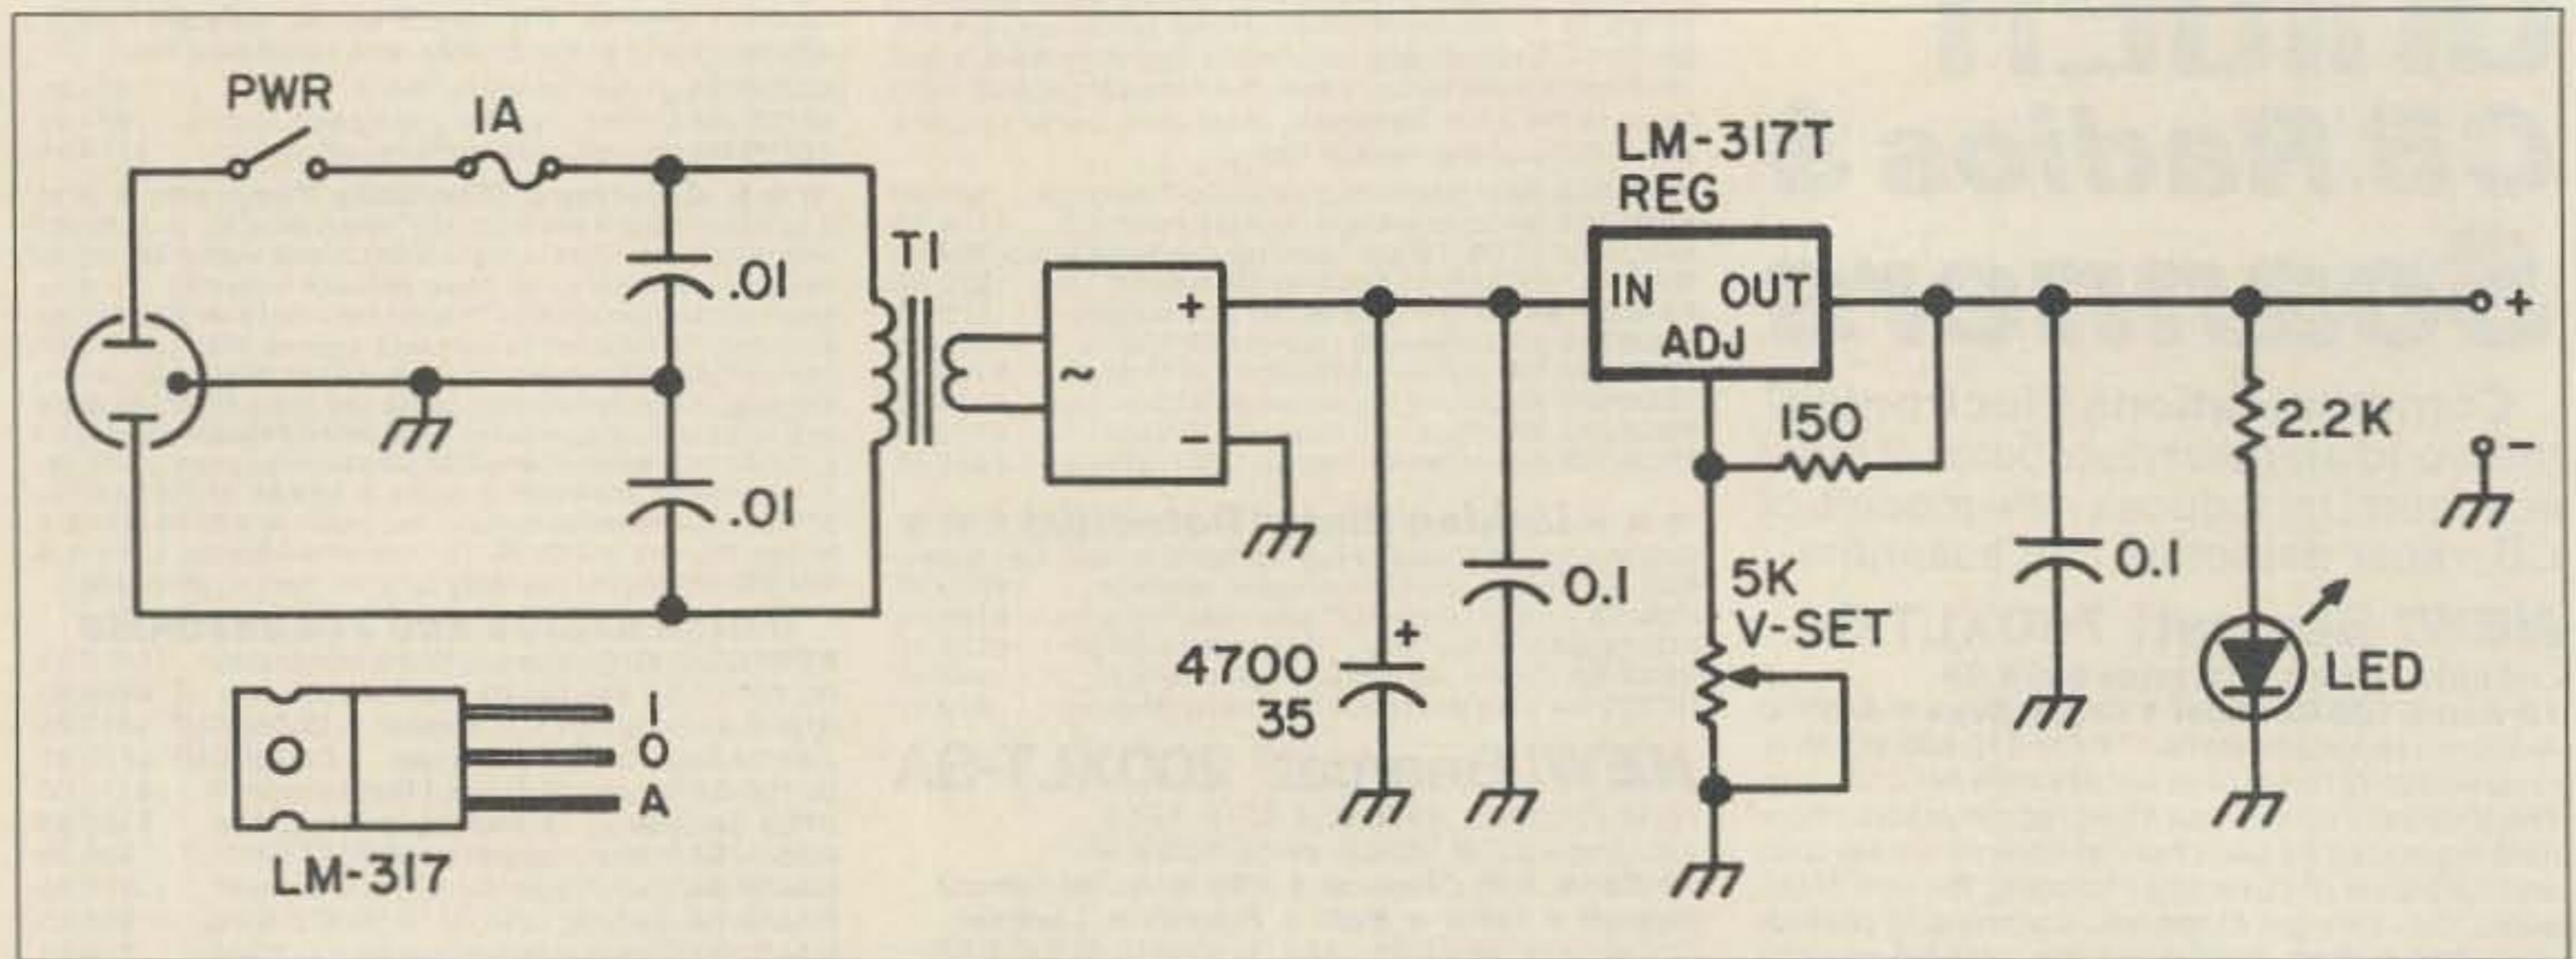 PWR
1A
.01
.01
T1
~
+
−
LM-317T
REG
IN OUT
ADJ
150
5K
V-SET
4700
35
+
0.1
0.1
2.2K
LED
+
−
I
O
A
LM-317